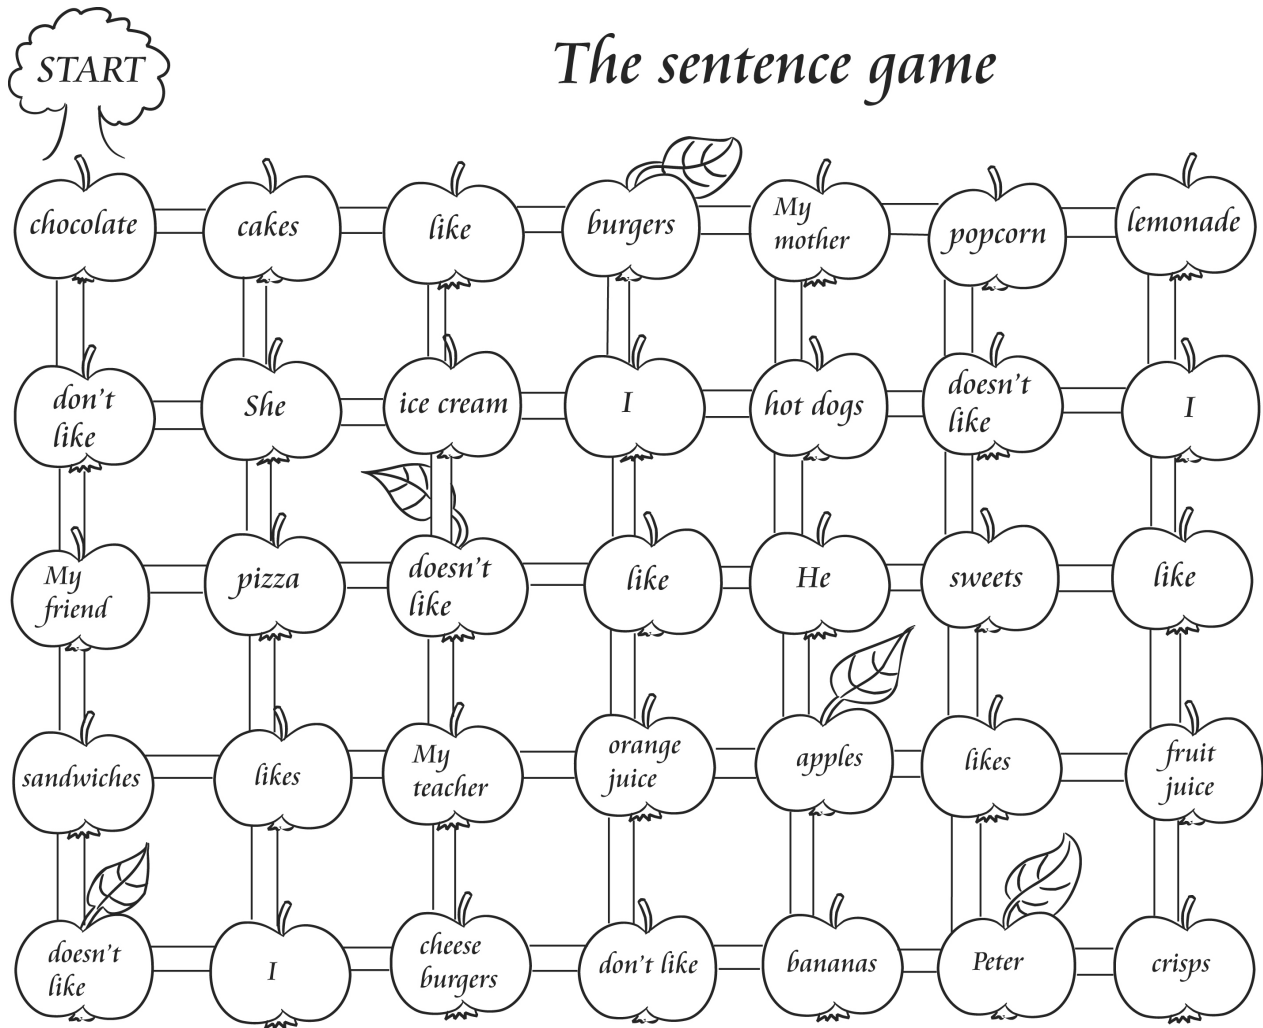 START
The sentence game
chocolate
cakes
like
burgers
My
mother
popcorn
lemonade
don't
like
She
ice cream
I
hot dogs
doesn't
like
I
My
friend
pizza
doesn't
like
like
He
sweets
like
sandwiches
likes
My
teacher
orange
juice
apples
likes
fruit
juice
doesn't
like
I
cheese
burgers
don't like
bananas
Peter
crisps